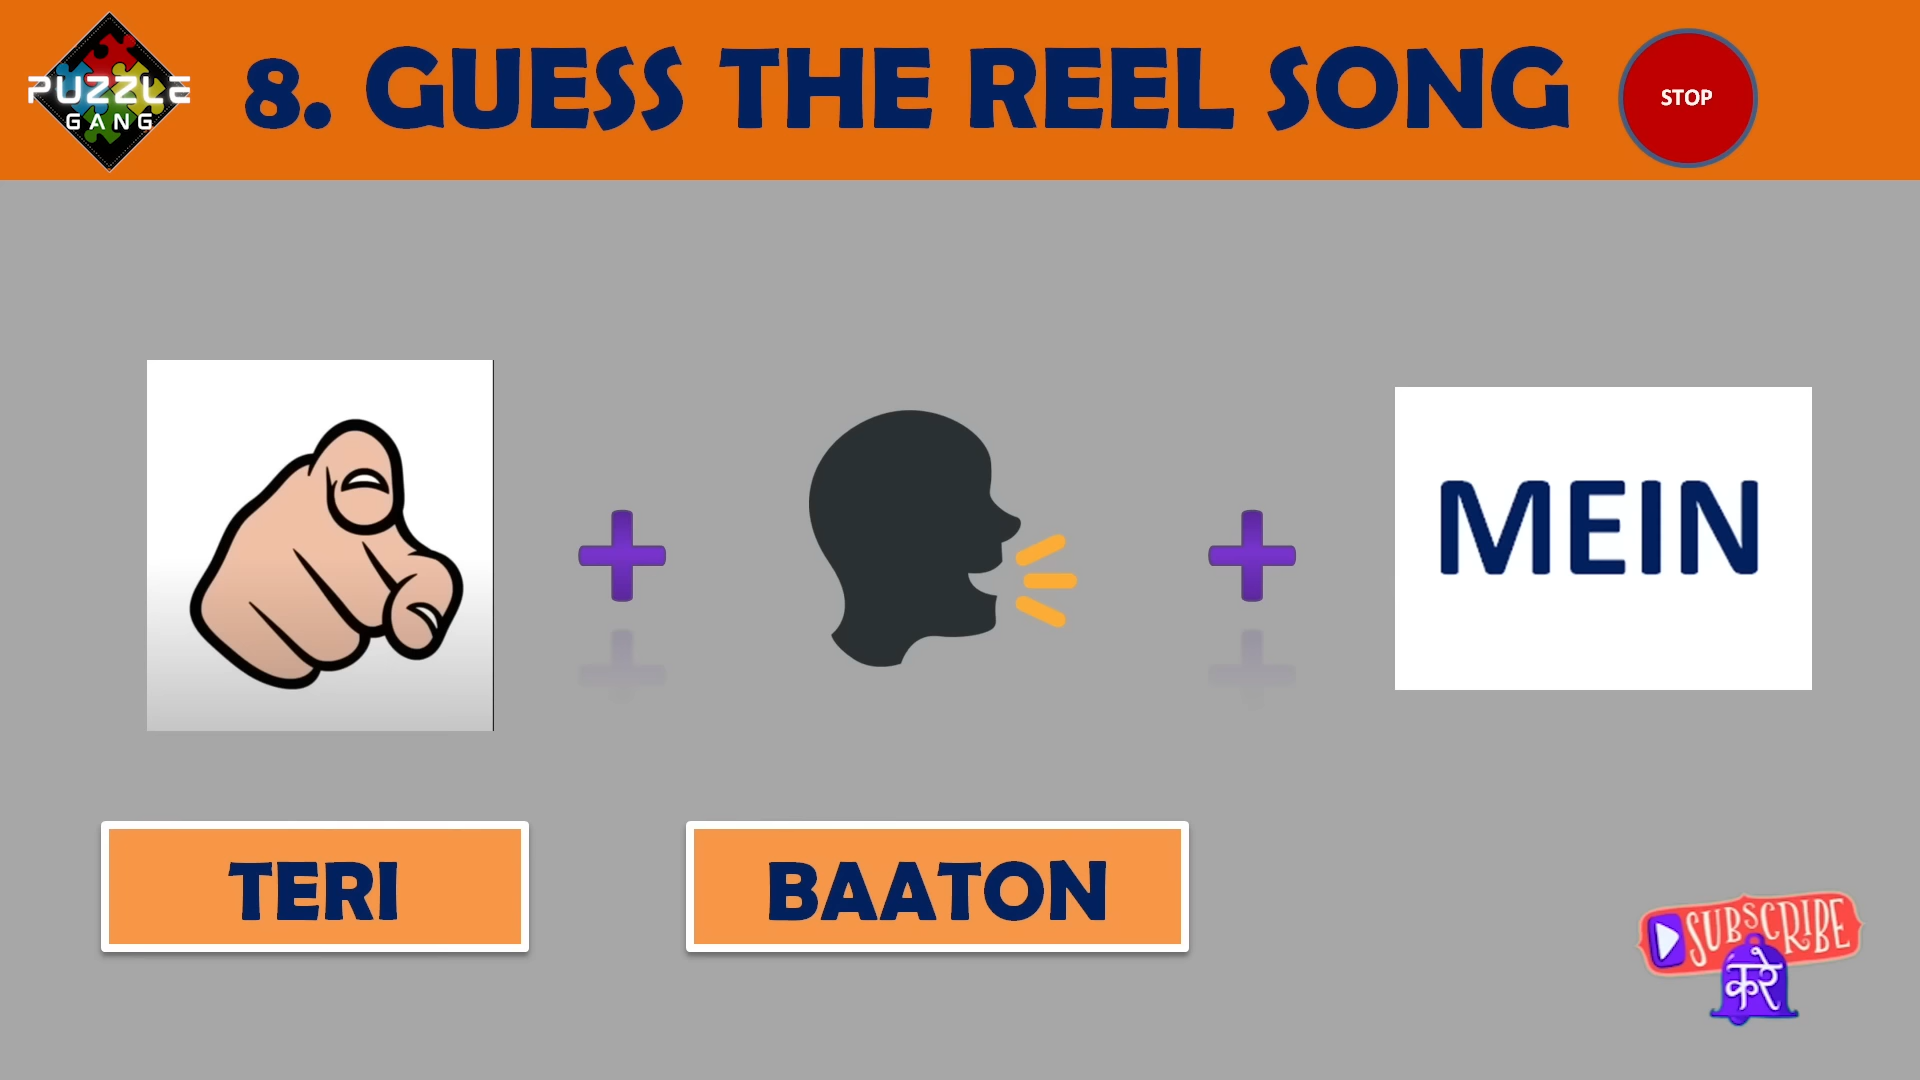 PUZZLE
GANG
8. GUESS THE REEL SONG
STOP
MEIN
TERI
BAATON
SUBSCRIBE
करे